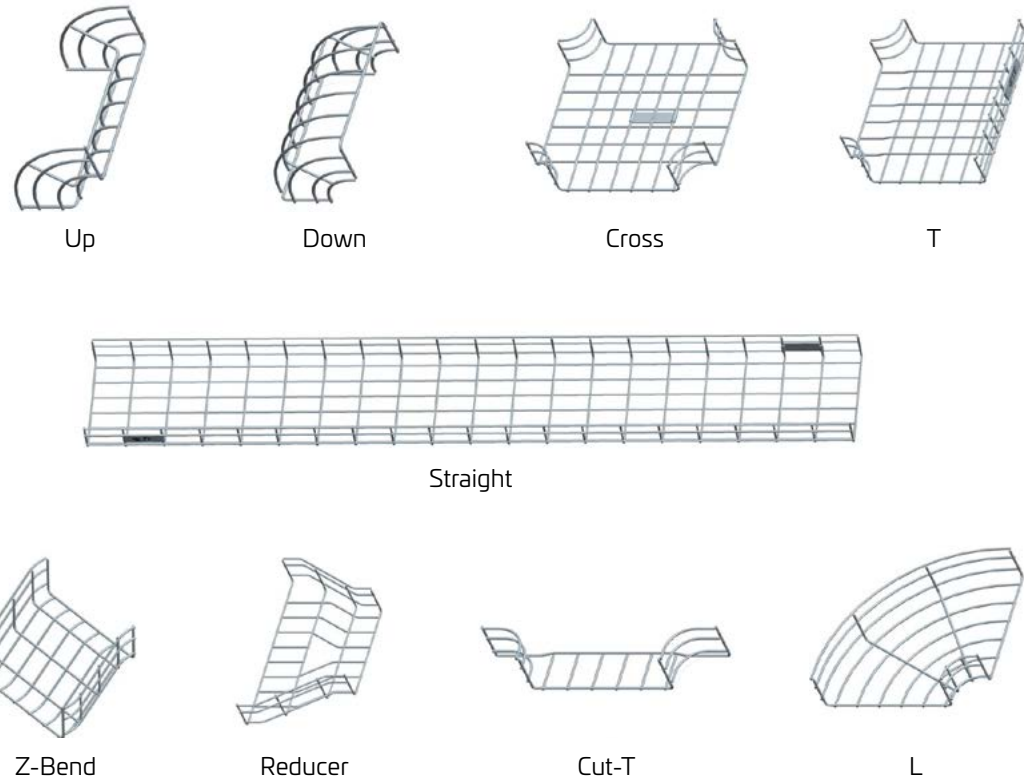 Up
Down
Cross
T
Straight
Z-Bend
Reducer
Cut-T
L